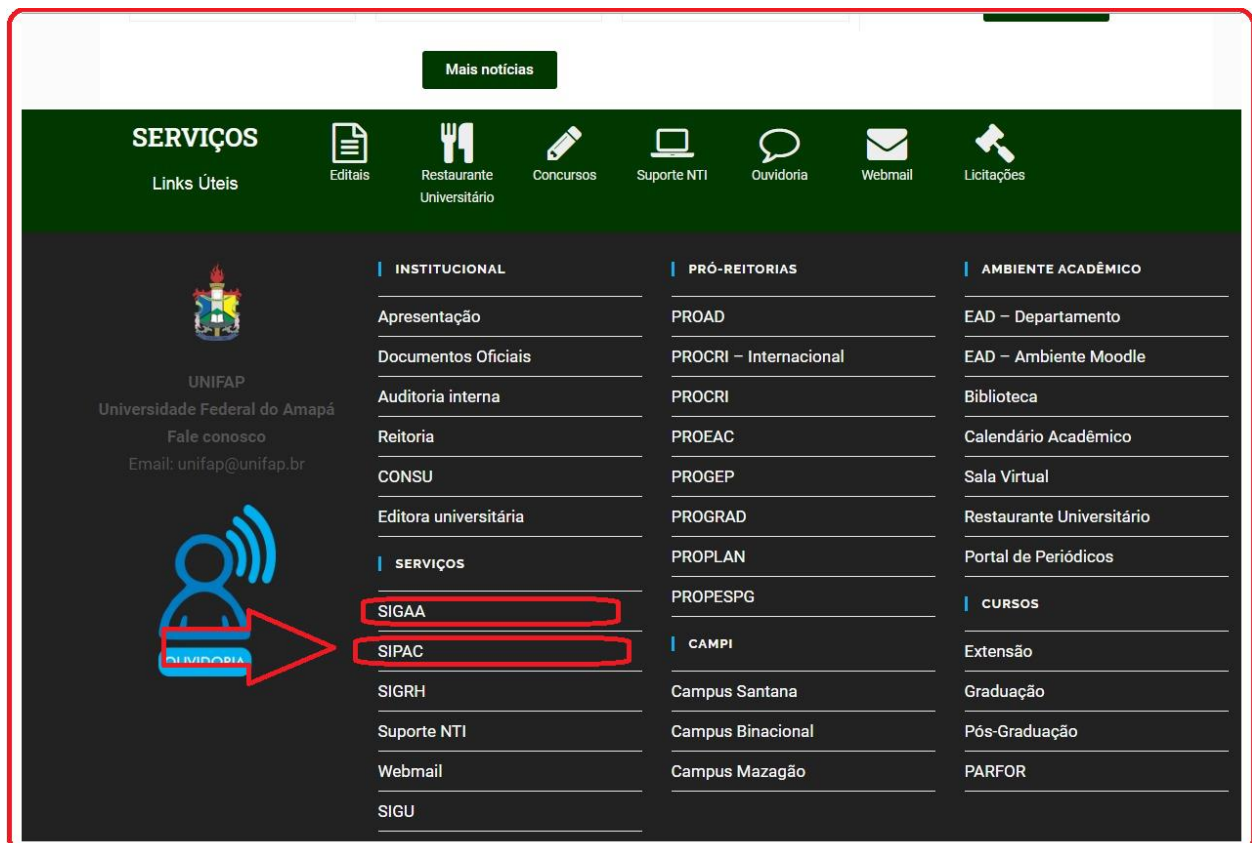 Mais notícias
SERVIÇOS
Links Úteis
Editais
Restaurante
Universitário
Concursos
Suporte NTI
Ouvidoria
Webmail
Licitações
UNIFAP
Universidade Federal do Amapá
Fale conosco
Email: unifap@unifap.br
OUVIDORIA
INSTITUCIONAL
Apresentação
Documentos Oficiais
Auditoria interna
Reitoria
CONSU
Editora universitária
SERVIÇOS
SIGAA
SIPAC
SIGRH
Suporte NTI
Webmail
SIGU
PRÓ-REITORIAS
PROAD
PROCRI – Internacional
PROCRI
PROEAC
PROGEP
PROGRAD
PROPLAN
PROPESPG
CAMPI
Campus Santana
Campus Binacional
Campus Mazagão
AMBIENTE ACADÊMICO
EAD – Departamento
EAD – Ambiente Moodle
Biblioteca
Calendário Acadêmico
Sala Virtual
Restaurante Universitário
Portal de Periódicos
CURSOS
Extensão
Graduação
Pós-Graduação
PARFOR